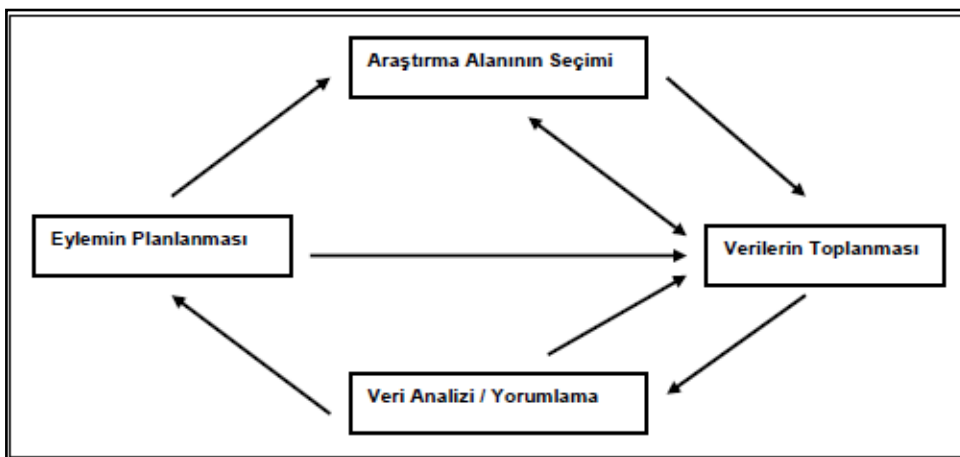 Araştırma Alanının Seçimi
Eylemin Planlanması
Verilerin Toplanması
Veri Analizi / Yorumlama